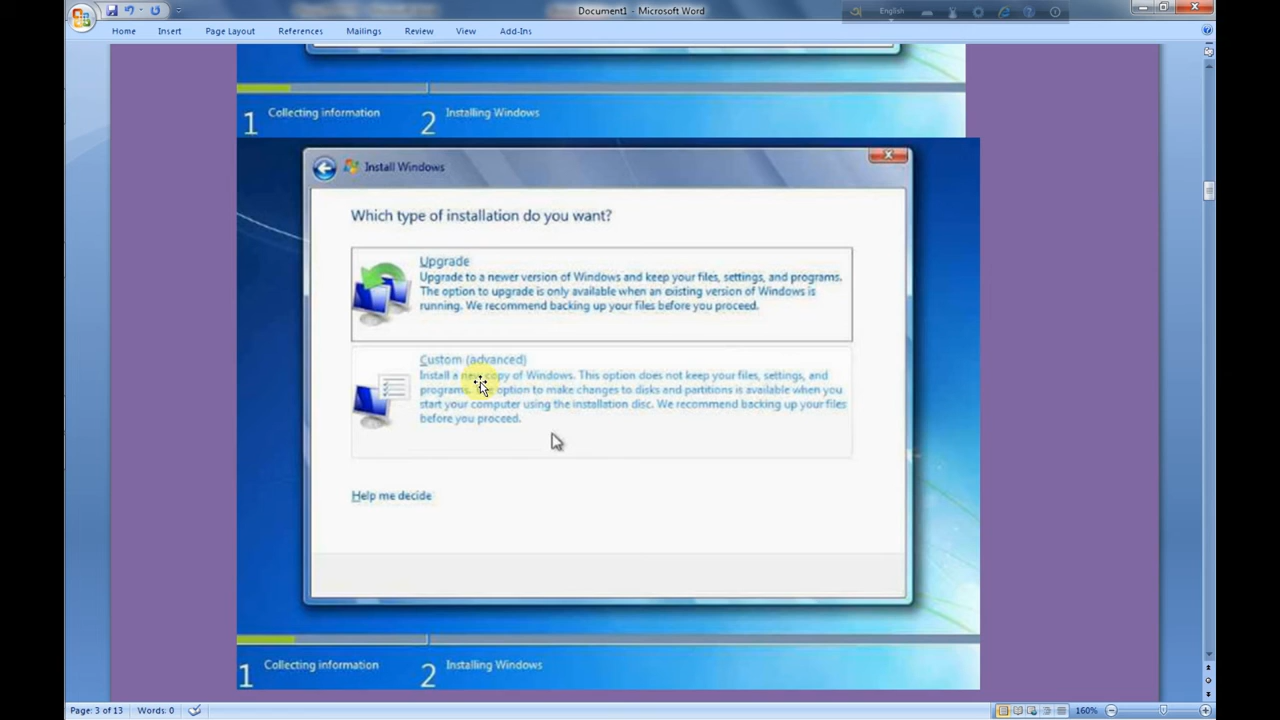 Document1 - Microsoft Word
English
Home Insert Page Layout References Mailings Review View Add-Ins
1 Collecting information 2 Installing Windows
Install Windows
Which type of installation do you want?
Upgrade
Upgrade to a newer version of Windows and keep your files, settings, and programs.
The option to upgrade is only available when an existing version of Windows is
running. We recommend backing up your files before you proceed.
Custom (advanced)
Install a new copy of Windows. This option does not keep your files, settings, and
programs. The option to make changes to disks and partitions is available when you
start your computer using the installation disc. We recommend backing up your files
before you proceed.
Help me decide
1 Collecting information 2 Installing Windows
Page: 3 of 13 Words: 0 160%